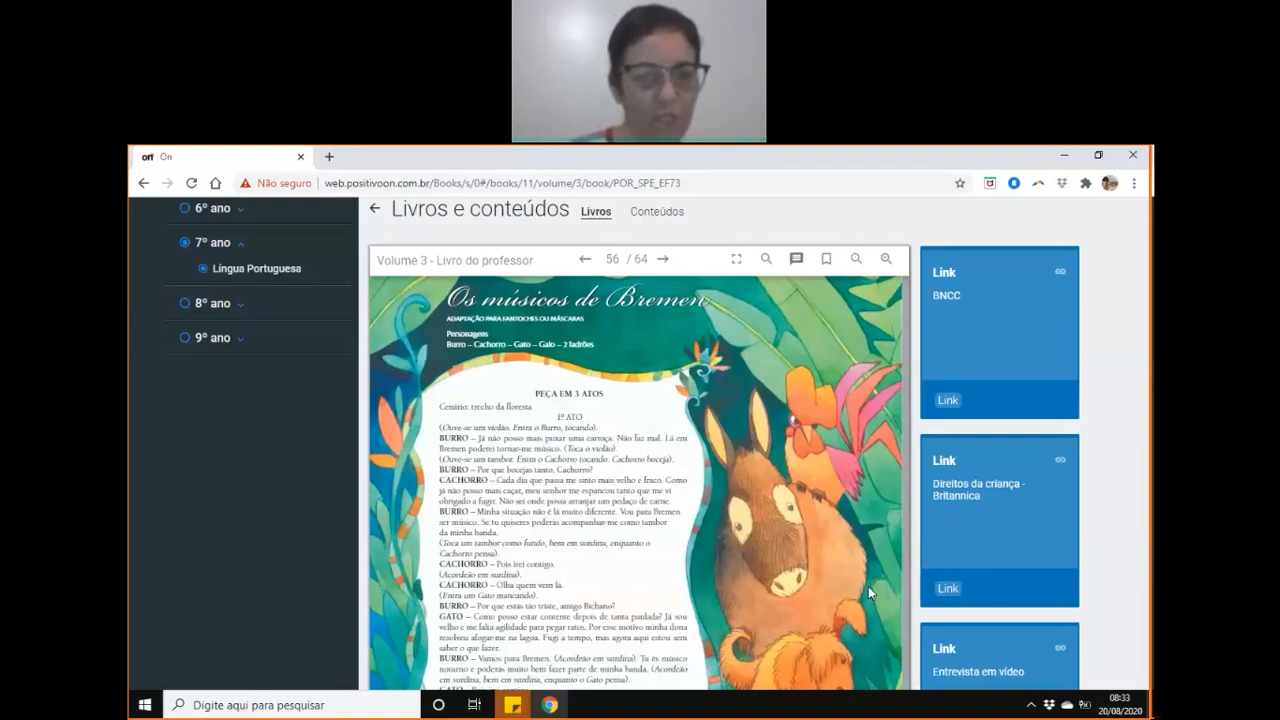 on On
Não seguro web.positivoon.com.br/Books/s/0#/books/11/volume/3/book/POR_SPE_EF73
6º ano
7º ano
Língua Portuguesa
8º ano
9º ano
Livros e conteúdos Livros Conteúdos
Volume 3 - Livro do professor 56 / 64
Os músicos de Bremen
ADAPTAÇÃO PARA FANTOCHES OU MÁSCARAS
Personagens
Burro – Cachorro – Gato – Galo – 2 ladrões
PEÇA EM 3 ATOS
Cenário: trecho da floresta
1º ATO
(Ouve-se um violão. Entra o Burro, tocando).
BURRO – Já não posso mais puxar uma carroça. Não faz mal. Lá em
Bremen poderei tornar-me músico. (Toca o violão).
(Ouve-se um tambor. Entra o Cachorro tocando. Cachorro boceja).
BURRO – Por que bocejas tanto, Cachorro?
CACHORRO – Cada dia que passa me sinto mais velho e fraco. Como
já não posso mais caçar, meu senhor me espancou tanto que me vi
obrigado a fugir. Não sei onde possa arranjar um pedaço de carne.
BURRO – Minha situação não é lá muito diferente. Vou para Bremen
ser músico. Se tu quiseres poderás acompanhar-me como tambor
da minha banda.
(Toca um tambor como fundo, bem em surdina, enquanto o
Cachorro pensa).
CACHORRO – Pois irei contigo.
(Acordeão em surdina).
CACHORRO – Olha quem vem lá.
(Entra um Gato mancando).
BURRO – Por que estás tão triste, amigo Bichano?
GATO – Como posso estar contente depois de tanta paulada? Já sou
velho e me falta agilidade para pegar ratos. Por esse motivo minha dona
resolveu afogar-me na lagoa. Fugi a tempo, mas agora aqui estou sem
saber o que fazer.
BURRO – Vamos para Bremen. (Acordeão em surdina). Tu és músico
noturno e poderás muito bem fazer parte de minha banda. (Acordeão
em surdina, bem em surdina, enquanto o Gato pensa).
Link
BNCC
Link
Link
Direitos da criança -
Britannica
Link
Link
Entrevista em vídeo
Digite aqui para pesquisar
08:33
20/08/2020